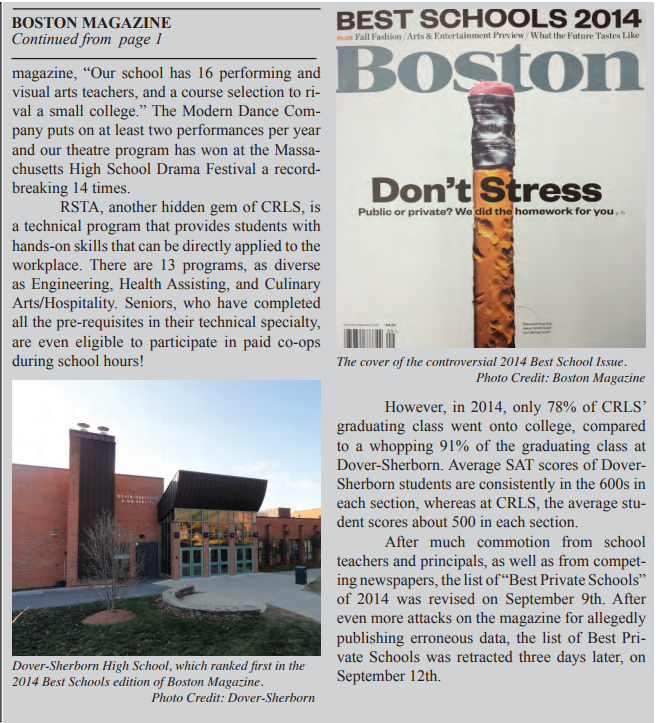 BOSTON MAGAZINE
Continued from page 1
magazine, “Our school has 16 performing and
visual arts teachers, and a course selection to ri-
val a small college.” The Modern Dance Com-
pany puts on at least two performances per year
and our theatre program has won at the Massa-
chusetts High School Drama Festival a record-
breaking 14 times.
RSTA, another hidden gem of CRLS, is
a technical program that provides students with
hands-on skills that can be directly applied to the
workplace. There are 13 programs, as diverse
as Engineering, Health Assisting, and Culinary
Arts/Hospitality. Seniors, who have completed
all the pre-requisites in their technical specialty,
are even eligible to participate in paid co-ops
during school hours!
DOVER-SHERBORN
HIGH SCHOOL
Dover-Sherborn High School, which ranked first in the
2014 Best Schools edition of Boston Magazine.
Photo Credit: Dover-Sherborn
BEST SCHOOLS 2014
PLUS Fall Fashion / Arts & Entertainment Preview / What the Future Tastes Like
Boston
Don’t Stress
Public or private? We did the homework for you
The cover of the controversial 2014 Best School Issue.
Photo Credit: Boston Magazine
However, in 2014, only 78% of CRLS’
graduating class went onto college, compared
to a whopping 91% of the graduating class at
Dover-Sherborn. Average SAT scores of Dover-
Sherborn students are consistently in the 600s in
each section, whereas at CRLS, the average stu-
dent scores about 500 in each section.
After much commotion from school
teachers and principals, as well as from compet-
ing newspapers, the list of “Best Private Schools”
of 2014 was revised on September 9th. After
even more attacks on the magazine for allegedly
publishing erroneous data, the list of Best Pri-
vate Schools was retracted three days later, on
September 12th.